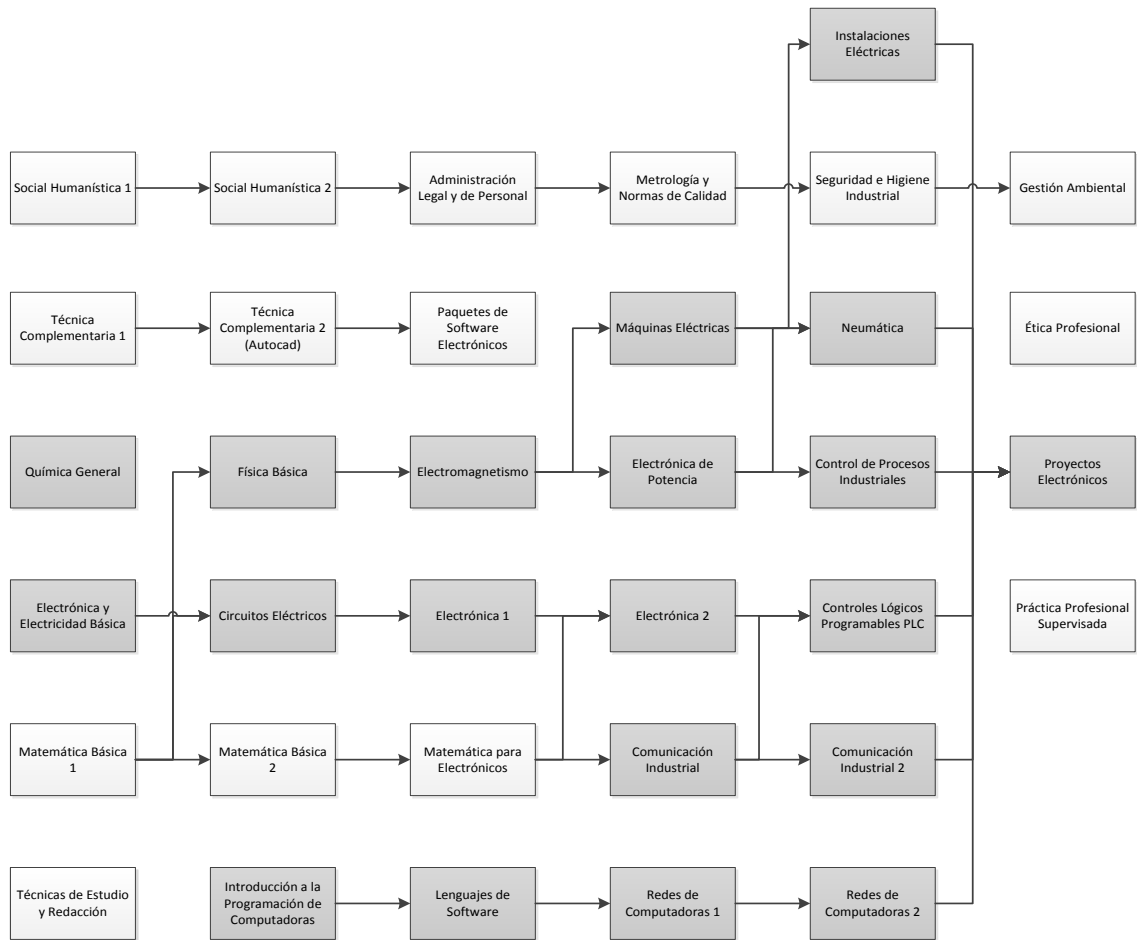 Instalaciones
Eléctricas
Social Humanística 1
Social Humanística 2
Administración
Legal y de Personal
Metrología y
Normas de Calidad
Seguridad e Higiene
Industrial
Gestión Ambiental
Técnica
Complementaria 1
Técnica
Complementaria 2
(Autocad)
Paquetes de
Software
Electrónicos
Máquinas Eléctricas
Neumática
Ética Profesional
Química General
Física Básica
Electromagnetismo
Electrónica de
Potencia
Control de Procesos
Industriales
Proyectos
Electrónicos
Electrónica y
Electricidad Básica
Circuitos Eléctricos
Electrónica 1
Electrónica 2
Controles Lógicos
Programables PLC
Práctica Profesional
Supervisada
Matemática Básica
1
Matemática Básica
2
Matemática para
Electrónicos
Comunicación
Industrial
Comunicación
Industrial 2
Técnicas de Estudio
y Redacción
Introducción a la
Programación de
Computadoras
Lenguajes de
Software
Redes de
Computadoras 1
Redes de
Computadoras 2